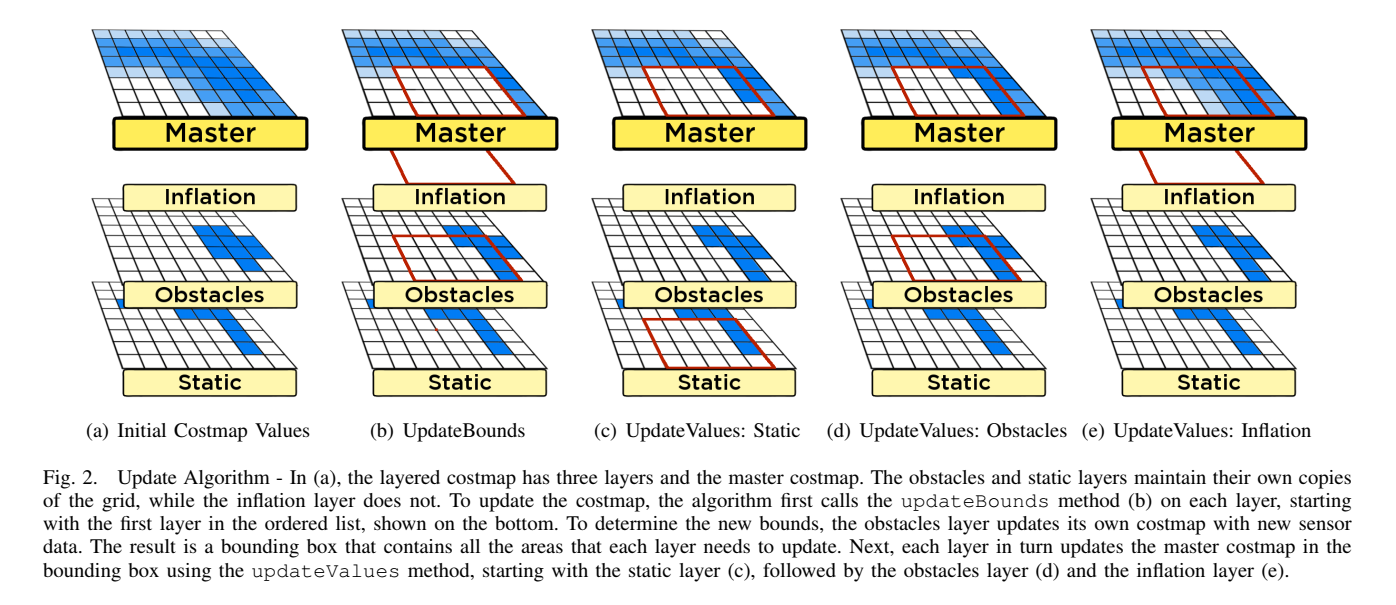 Master Master Master Master Master
Inflation Inflation Inflation Inflation Inflation
Obstacles Obstacles Obstacles Obstacles Obstacles
Static Static Static Static Static
(a) Initial Costmap Values (b) UpdateBounds (c) UpdateValues: Static (d) UpdateValues: Obstacles (e) UpdateValues: Inflation
Fig. 2. Update Algorithm - In (a), the layered costmap has three layers and the master costmap. The obstacles and static layers maintain their own copies
of the grid, while the inflation layer does not. To update the costmap, the algorithm first calls the updateBounds method (b) on each layer, starting
with the first layer in the ordered list, shown on the bottom. To determine the new bounds, the obstacles layer updates its own costmap with new sensor
data. The result is a bounding box that contains all the areas that each layer needs to update. Next, each layer in turn updates the master costmap in the
bounding box using the updateValues method, starting with the static layer (c), followed by the obstacles layer (d) and the inflation layer (e).